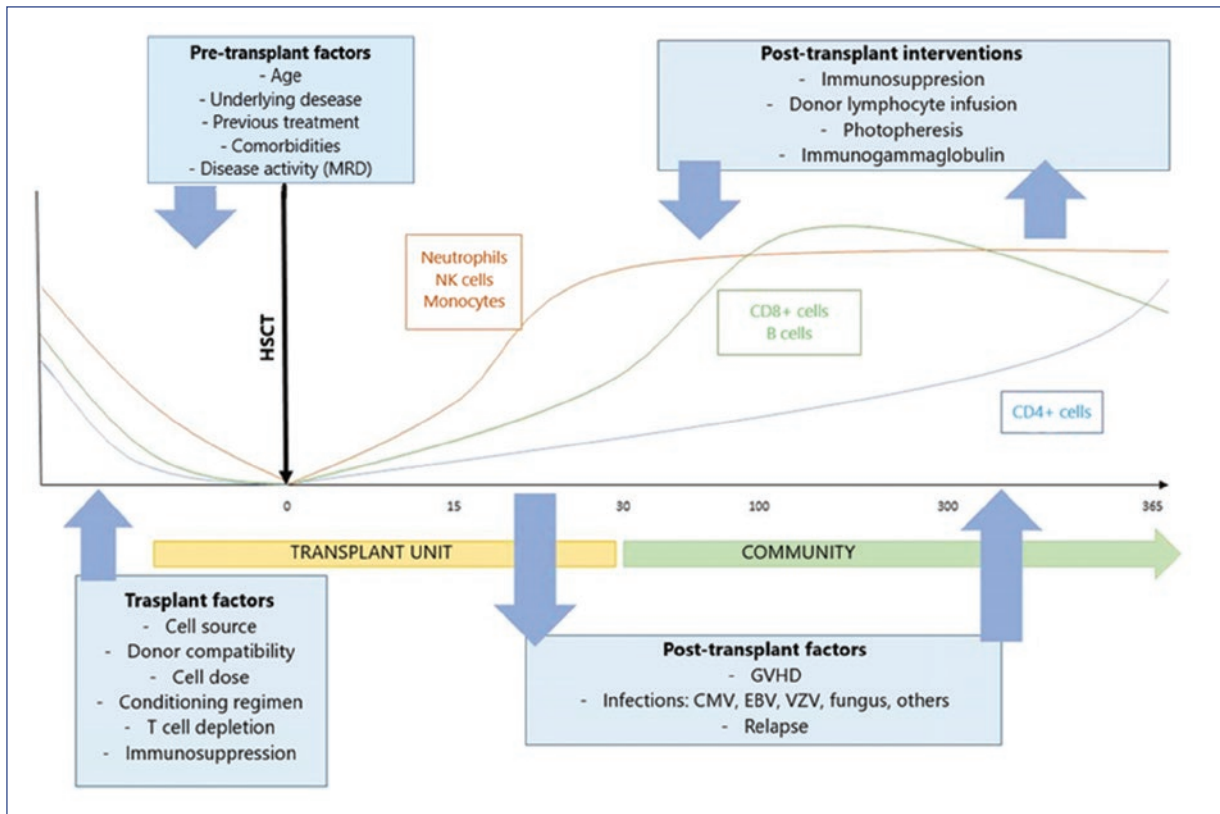 Pre-transplant factors
- Age
- Underlying desease
- Previous treatment
- Comorbidities
- Disease activity (MRD)
Post-transplant interventions
- Immunosuppresion
- Donor lymphocyte infusion
- Photopheresis
- Immunogammaglobulin
HSCT
Neutrophils
NK cells
Monocytes
CD8+ cells
B cells
CD4+ cells
0 15 30 100 300 365
TRANSPLANT UNIT
COMMUNITY
Trasplant factors
- Cell source
- Donor compatibility
- Cell dose
- Conditioning regimen
- T cell depletion
- Immunosuppression
Post-transplant factors
- GVHD
- Infections: CMV, EBV, VZV, fungus, others
- Relapse